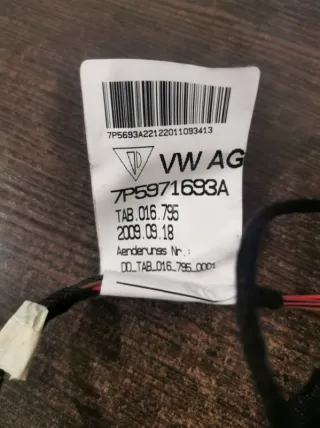 7P5693A22122011093413
VW AG
7P5971693A
TAB.016.795
2009.09.18
Aenderungs Nr.:
DD_TAB_016_795_0001